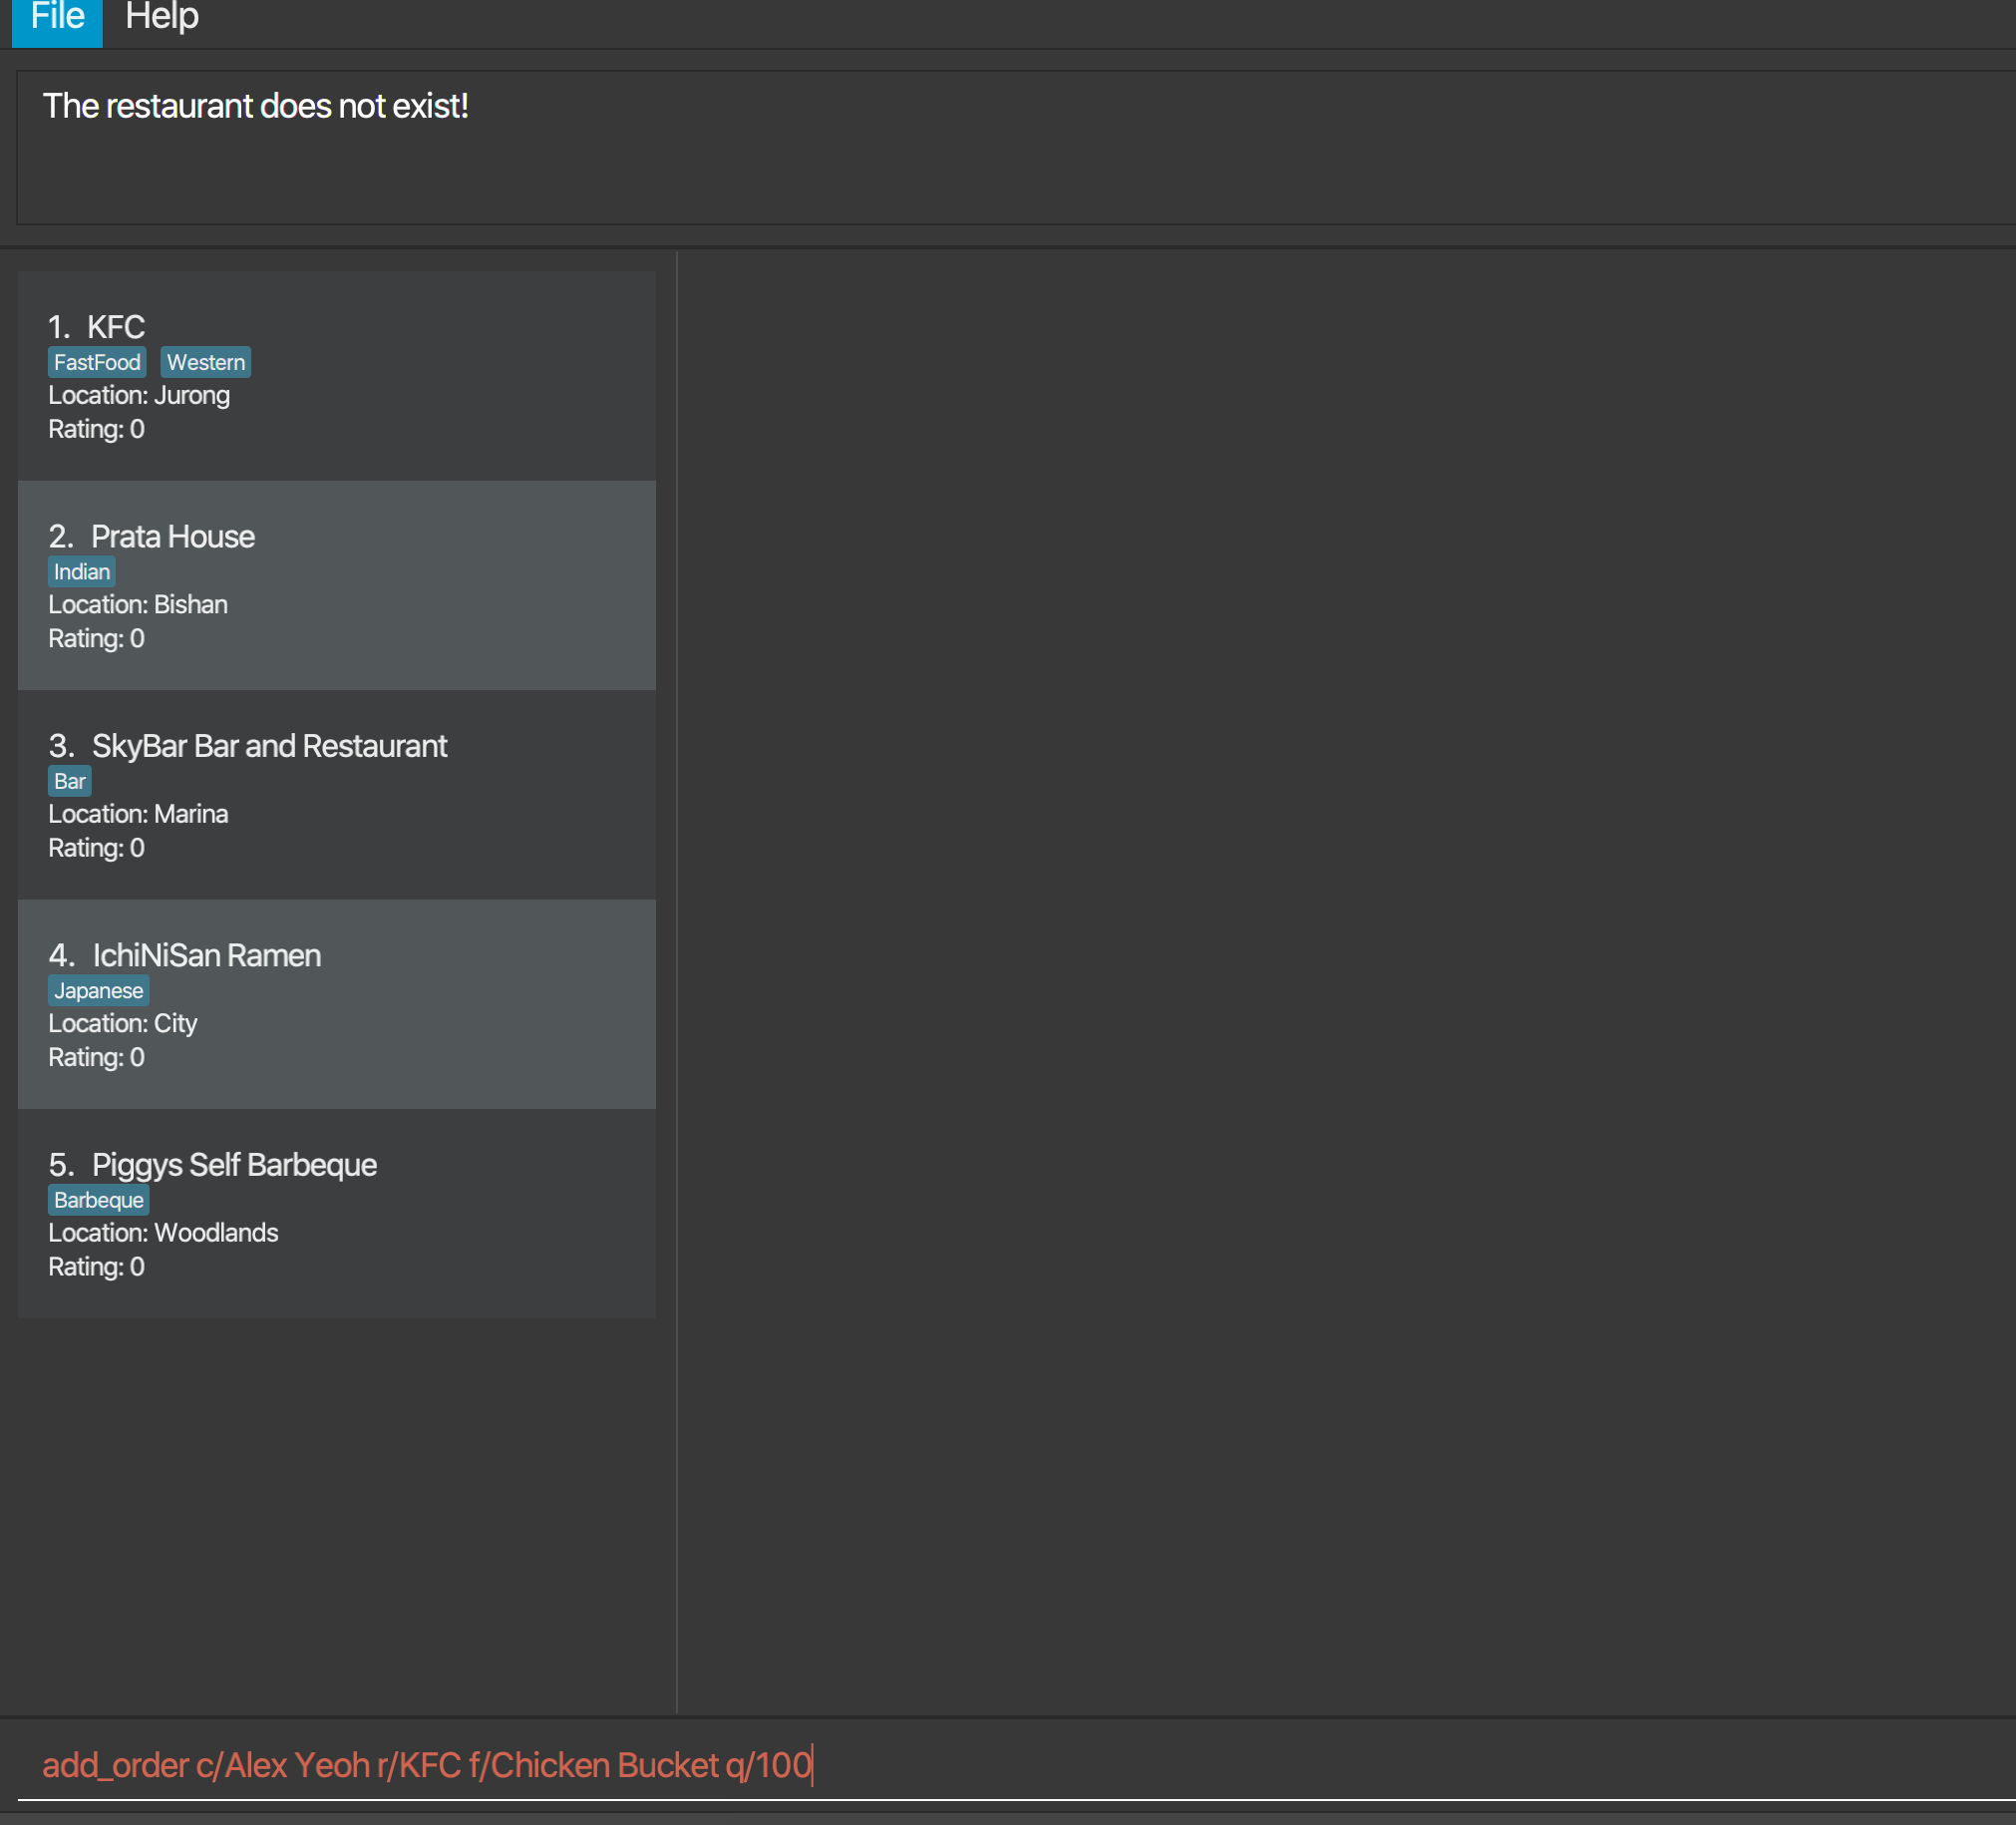 File Help
The restaurant does not exist!
1. KFC
FastFood Western
Location: Jurong
Rating: 0
2. Prata House
Indian
Location: Bishan
Rating: 0
3. SkyBar Bar and Restaurant
Bar
Location: Marina
Rating: 0
4. IchiNiSan Ramen
Japanese
Location: City
Rating: 0
5. Piggys Self Barbeque
Barbeque
Location: Woodlands
Rating: 0
add_order c/Alex Yeoh r/KFC f/Chicken Bucket q/100